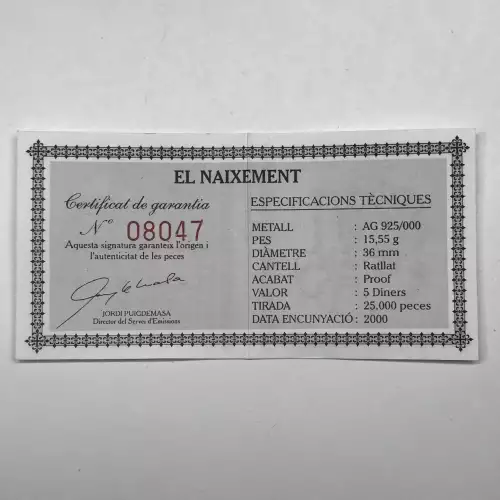 EL NAIXEMENT
Certificat de garantia
Nº 08047
Aquesta signatura garanteix l'origen i
l'autenticitat de les peces
JORDI PUIGDEMASA
Director del Servei d'Emissions
ESPECIFICACIONS TÈCNIQUES
METALL : AG 925/000
PES : 15,55 g
DIÀMETRE : 36 mm
CANTELL : Ratllat
ACABAT : Proof
VALOR : 5 Diners
TIRADA : 25,000 peces
DATA ENCUNYACIÓ : 2000